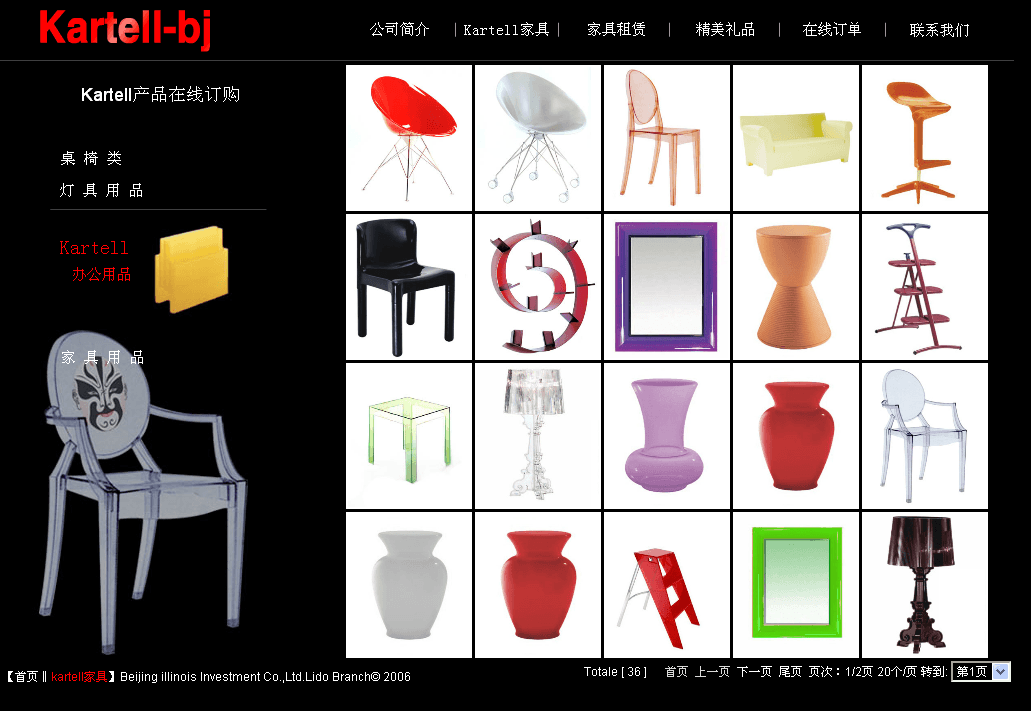 Kartell-bj
公司简介 | Kartell家具 | 家具租赁 | 精美礼品 | 在线订单 | 联系我们
Kartell产品在线订购
桌 椅 类
灯 具 用 品
Kartell
办公用品
家 具 用 品
【首页 || kartell家具】Beijing illinois Investment Co.,Ltd.Lido Branch© 2006
Totale [ 36 ] 首页 上一页 下一页 尾页 页次：1/2页 20个/页 转到: 第1页